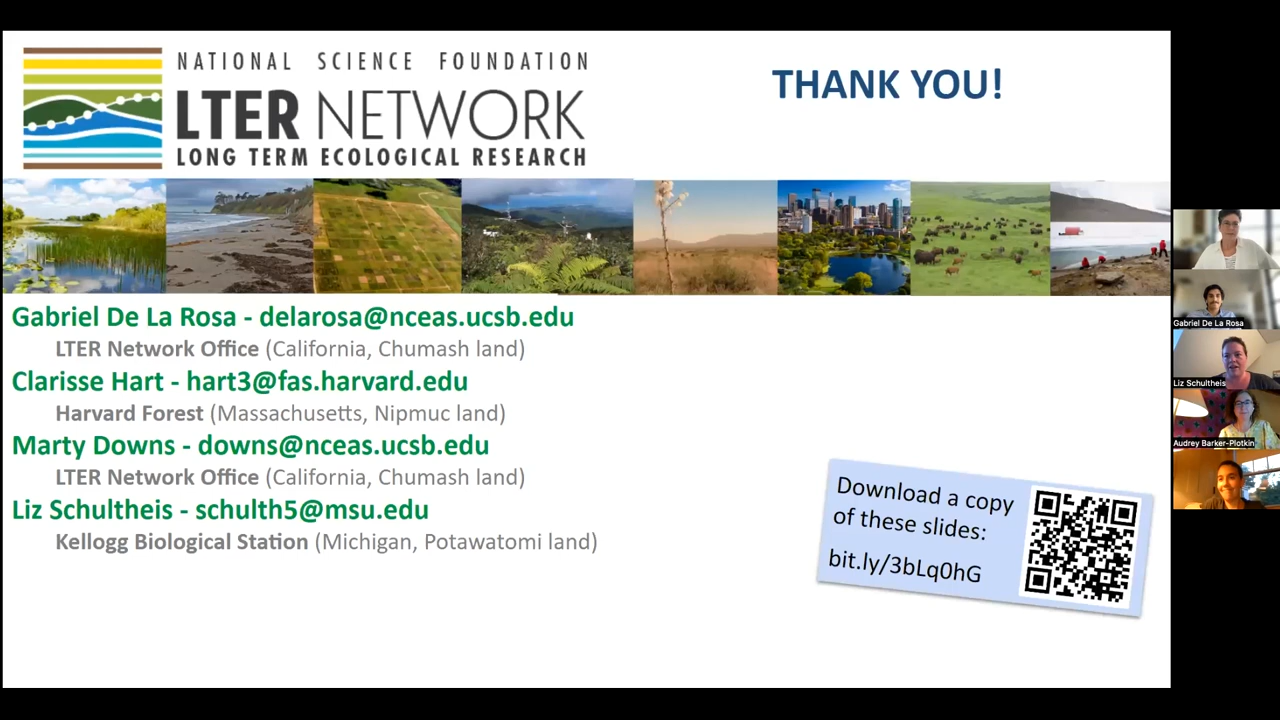 NATIONAL SCIENCE FOUNDATION
LTER NETWORK
LONG TERM ECOLOGICAL RESEARCH
THANK YOU!
Gabriel De La Rosa - delarosa@nceas.ucsb.edu
LTER Network Office (California, Chumash land)
Clarisse Hart - hart3@fas.harvard.edu
Harvard Forest (Massachusetts, Nipmuc land)
Marty Downs - downs@nceas.ucsb.edu
LTER Network Office (California, Chumash land)
Liz Schultheis - schulth5@msu.edu
Kellogg Biological Station (Michigan, Potawatomi land)
Download a copy
of these slides:
bit.ly/3bLq0hG
Gabriel De La Rosa
Liz Schultheis
Audrey Barker-Plotkin